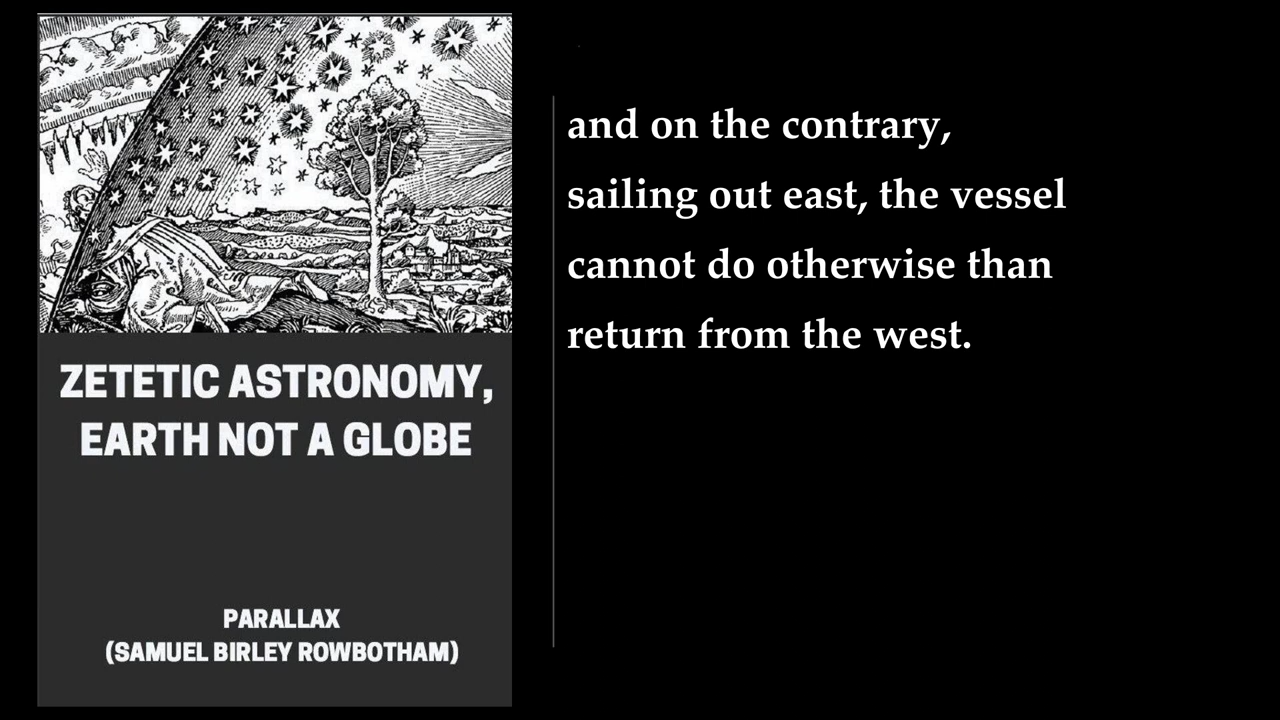 ZETETIC ASTRONOMY,
EARTH NOT A GLOBE
PARALLAX
(SAMUEL BIRLEY ROWBOTHAM)
and on the contrary,
sailing out east, the vessel
cannot do otherwise than
return from the west.